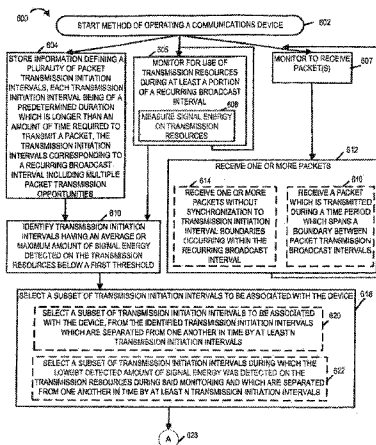 600
START METHOD OF OPERATING A COMMUNICATIONS DEVICE
602
604
STORE INFORMATION DEFINING A
PLURALITY OF PACKET
TRANSMISSION INITIATION
INTERVALS, EACH TRANSMISSION
INITIATION INTERVAL BEING OF A
PREDETERMINED DURATION
WHICH IS LONGER THAN AN
AMOUNT OF TIME REQUIRED TO
TRANSMIT A PACKET, THE
TRANSMISSION INITIATION
INTERVALS CORRESPONDING TO
A RECURRING BROADCAST
INTERVAL INCLUDING MULTIPLE
PACKET TRANSMISSION
OPPORTUNITIES.
606
MONITOR FOR USE OF
TRANSMISSION RESOURCES
DURING AT LEAST A PORTION
OF A RECURRING BROADCAST
INTERVAL
608
MEASURE SIGNAL ENERGY
ON TRANSMISSION
RESOURCES
607
MONITOR TO RECEIVE
PACKET(S)
612
RECEIVE ONE OR MORE PACKETS
614
RECEIVE ONE OR MORE
PACKETS WITHOUT
SYNCHRONIZATION TO
TRANSMISSION INITIATION
INTERVAL BOUNDARIES
OCCURRING WITHIN THE
RECURRING BROADCAST
INTERVAL
616
RECEIVE A PACKET
WHICH IS TRANSMITTED
DURING A TIME PERIOD
WHICH SPANS A
BOUNDARY BETWEEN
PACKET TRANSMISSION
BROADCAST INTERVALS.
610
IDENTIFY TRANSMISSION INITIATION
INTERVALS HAVING AN AVERAGE OR
MAXIMUM AMOUNT OF SIGNAL ENERGY
DETECTED ON THE TRANSMISSION
RESOURCES BELOW A FIRST THRESHOLD
618
SELECT A SUBSET OF TRANSMISSION INITIATION INTERVALS TO BE ASSOCIATED WITH THE DEVICE
SELECT A SUBSET OF TRANSMISSION INITIATION INTERVALS TO BE ASSOCIATED
WITH THE DEVICE, FROM THE IDENTIFIED TRANSMISSION INITIATION INTERVALS
WHICH ARE SEPARATED FROM ONE ANOTHER IN TIME BY AT LEAST N TRANSMISSION
INITIATION INTERVALS
620
SELECT A SUBSET OF TRANSMISSION INITIATION INTERVALS DURING WHICH THE
LOWEST DETECTED AMOUNT OF SIGNAL ENERGY WAS DETECTED ON THE
TRANSMISSION RESOURCES DURING SAID MONITORING AND WHICH ARE SEPARATED
FROM ONE ANOTHER IN TIME BY AT LEAST N TRANSMISSION INITIATION INTERVALS
622
A
623